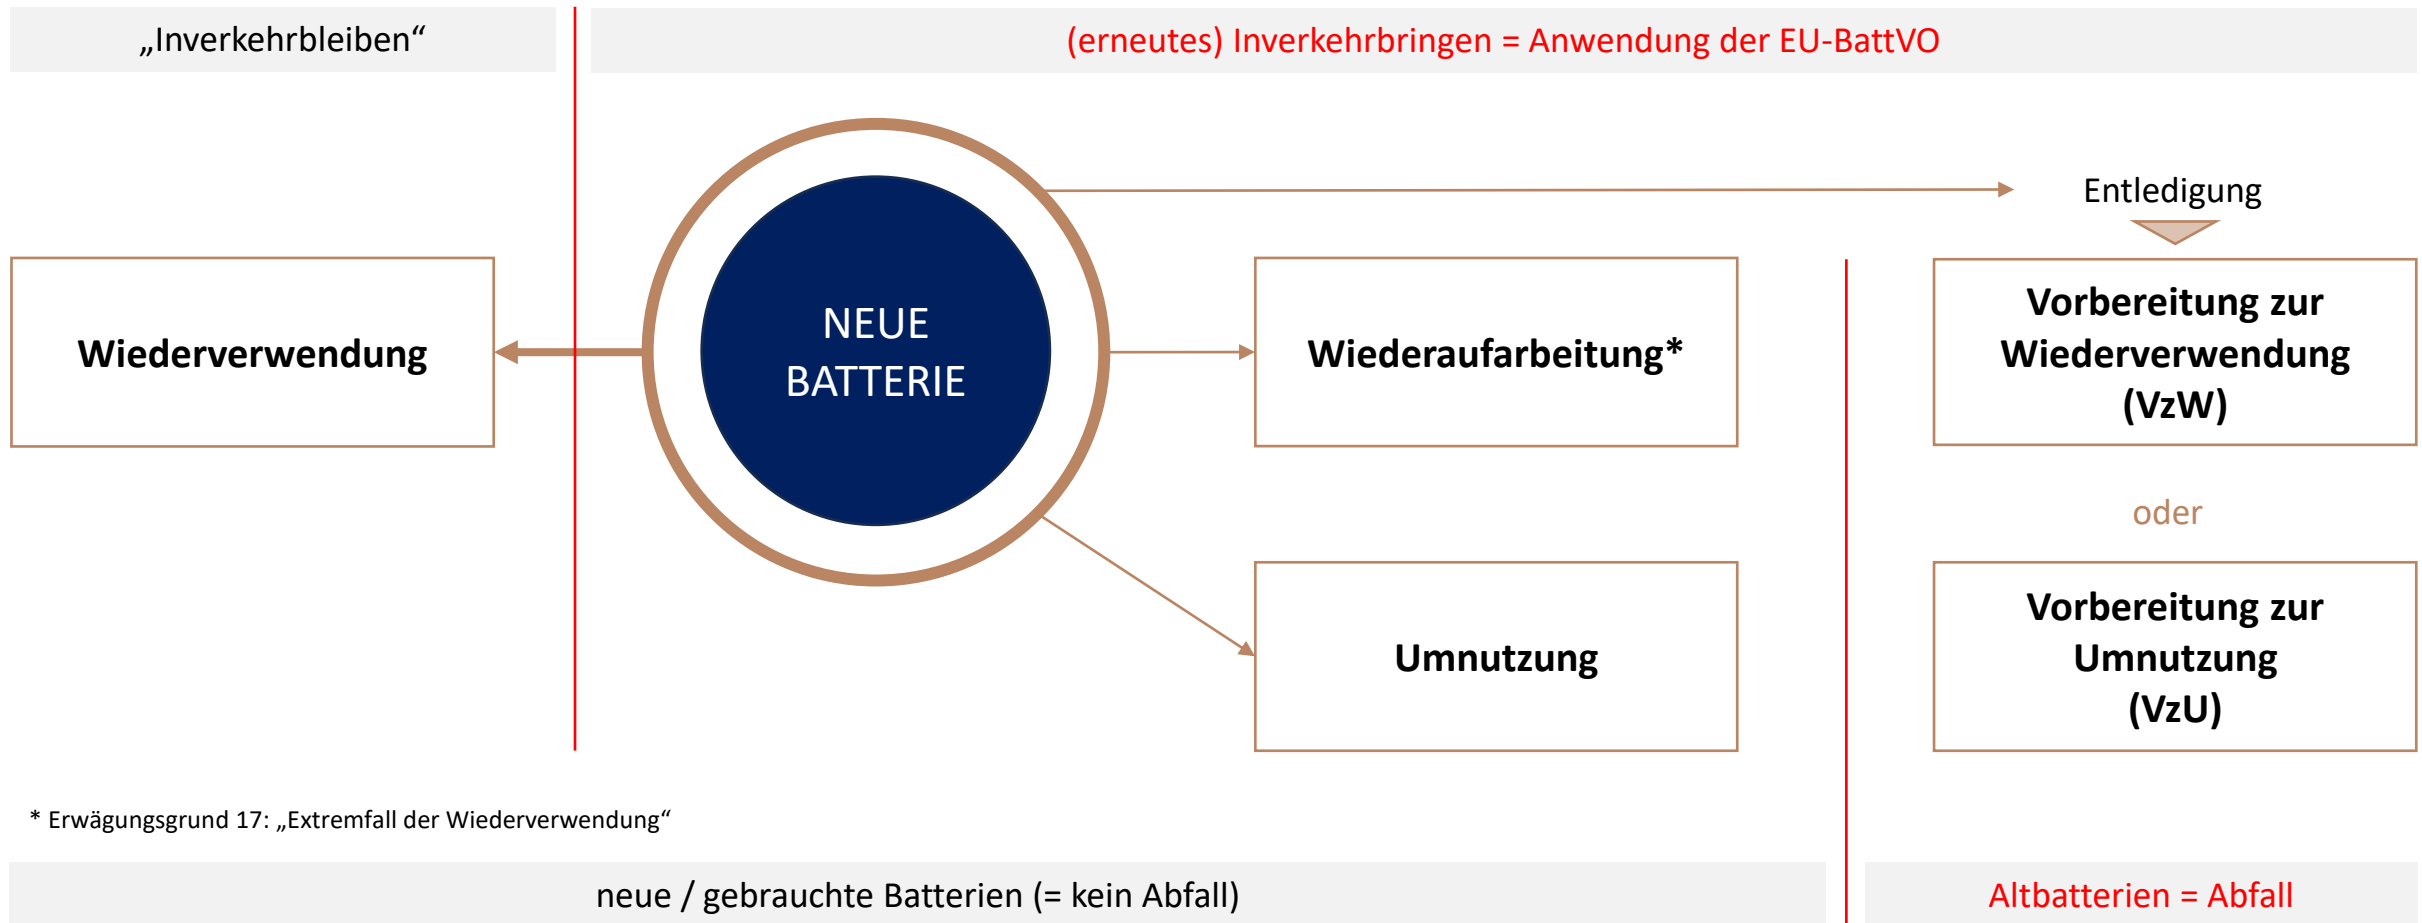 „Inverkehrbleiben“
(erneutes) Inverkehrbringen = Anwendung der EU-BattVO
Entledigung
Wiederverwendung
NEUE
BATTERIE
Wiederaufarbeitung*
Vorbereitung zur
Wiederverwendung
(VzW)
oder
Umnutzung
Vorbereitung zur
Umnutzung
(VzU)
* Erwägungsgrund 17: „Extremfall der Wiederverwendung“
neue / gebrauchte Batterien (= kein Abfall)
Altbatterien = Abfall